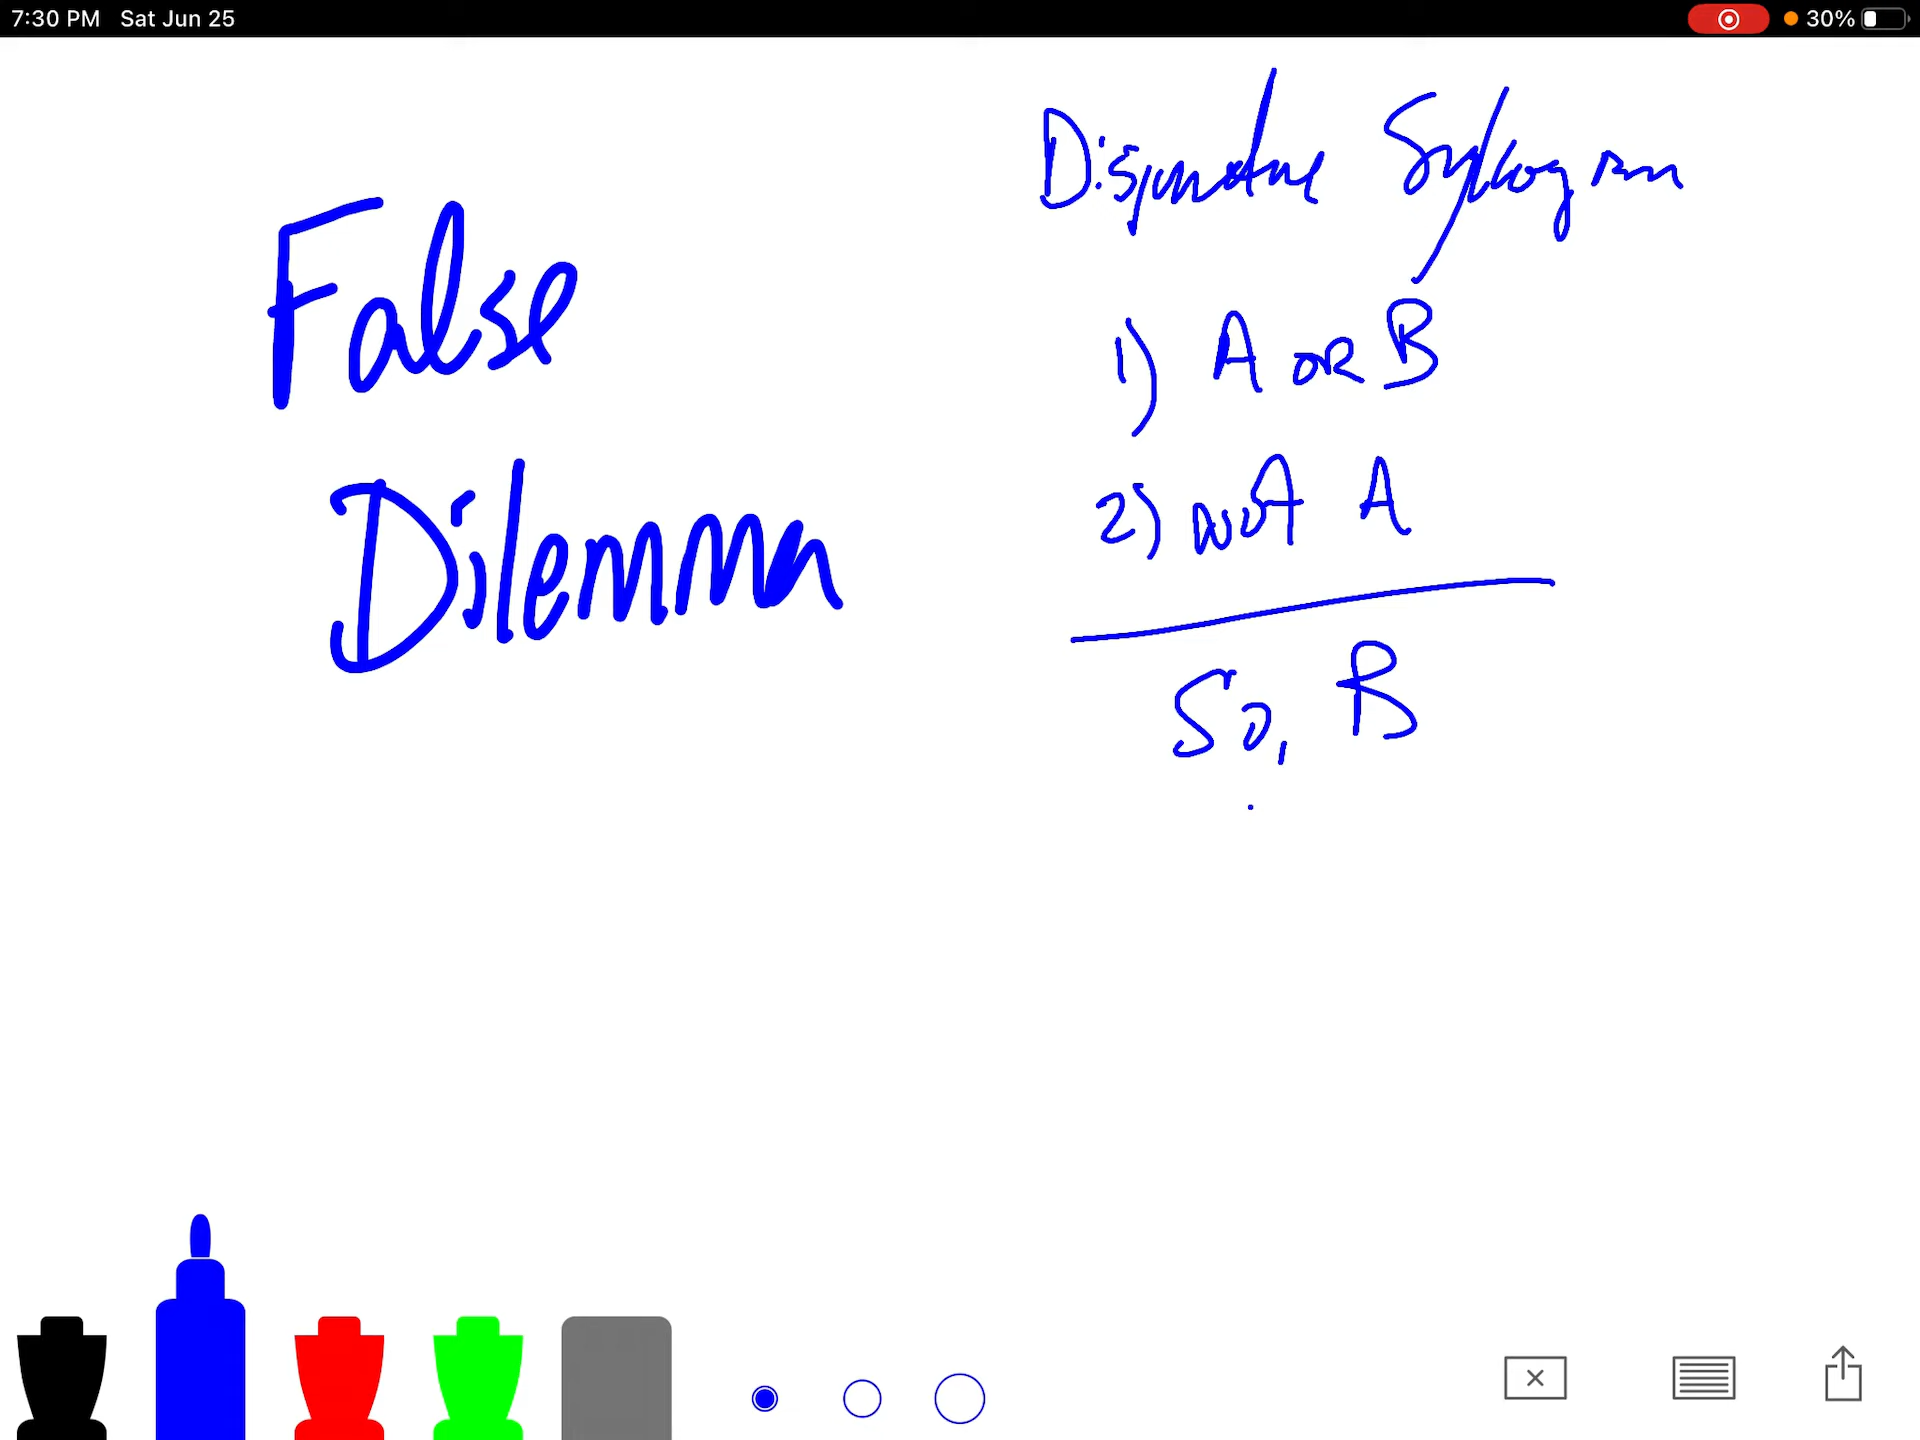 7:30 PM Sat Jun 25
30%
False
Dilemma
Disjunctive Syllogism
1) A OR B
2) NOT A
So, B